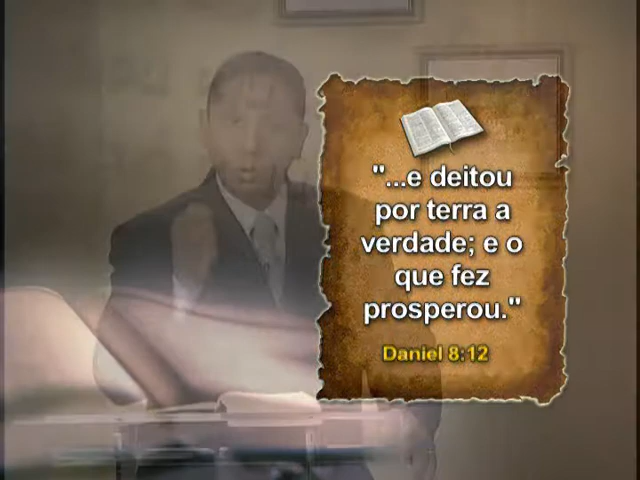 "...e deitou
por terra a
verdade; e o
que fez
prosperou."
Daniel 8:12